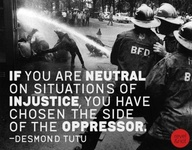 BFD
IF YOU ARE NEUTRAL
ON SITUATIONS OF
INJUSTICE, YOU HAVE
CHOSEN THE SIDE
OF THE OPPRESSOR.
–DESMOND TUTU